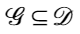 𝒢 ⊆ 𝒟